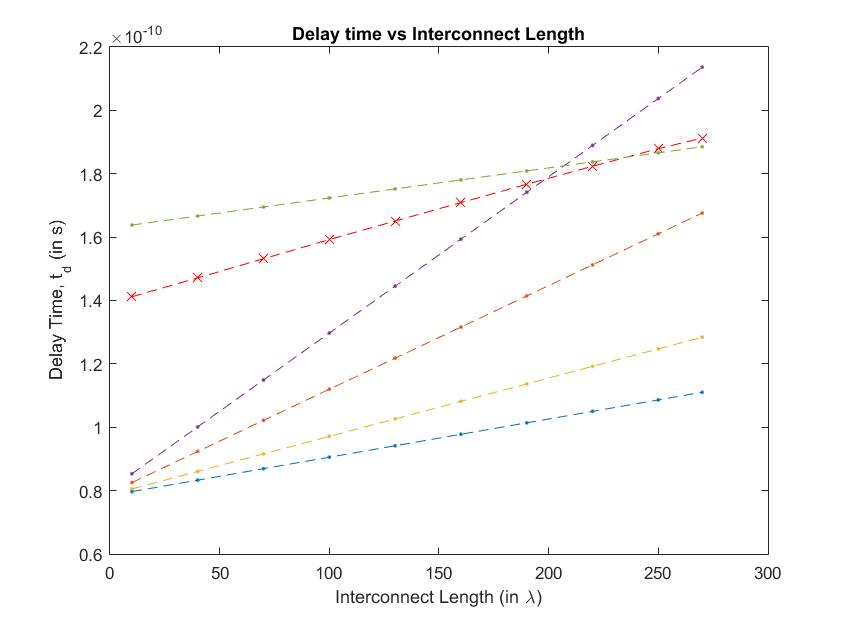 Delay time vs Interconnect Length
×10⁻¹⁰
2.2
2
1.8
1.6
1.4
1.2
1
0.8
0.6
Delay Time, t_d (in s)
0 50 100 150 200 250 300
Interconnect Length (in λ)